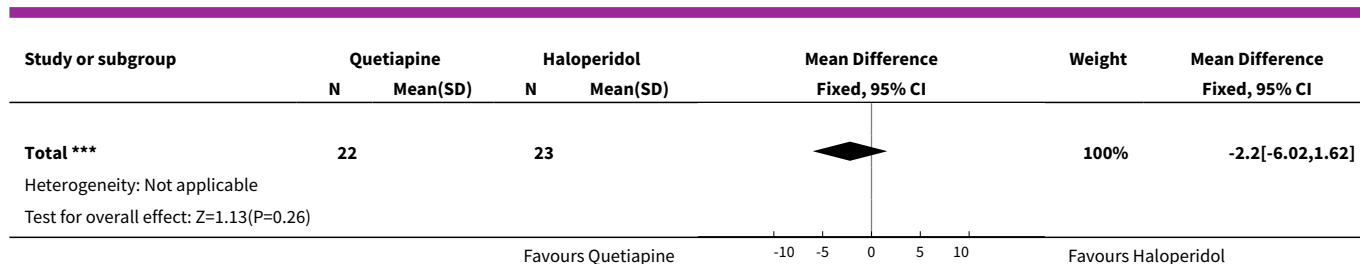 Study or subgroup Quetiapine Haloperidol Mean Difference Weight Mean Difference
N Mean(SD) N Mean(SD) Fixed, 95% CI Fixed, 95% CI
Total *** 22 23 100% -2.2[-6.02,1.62]
Heterogeneity: Not applicable
Test for overall effect: Z=1.13(P=0.26)
Favours Quetiapine -10 -5 0 5 10 Favours Haloperidol